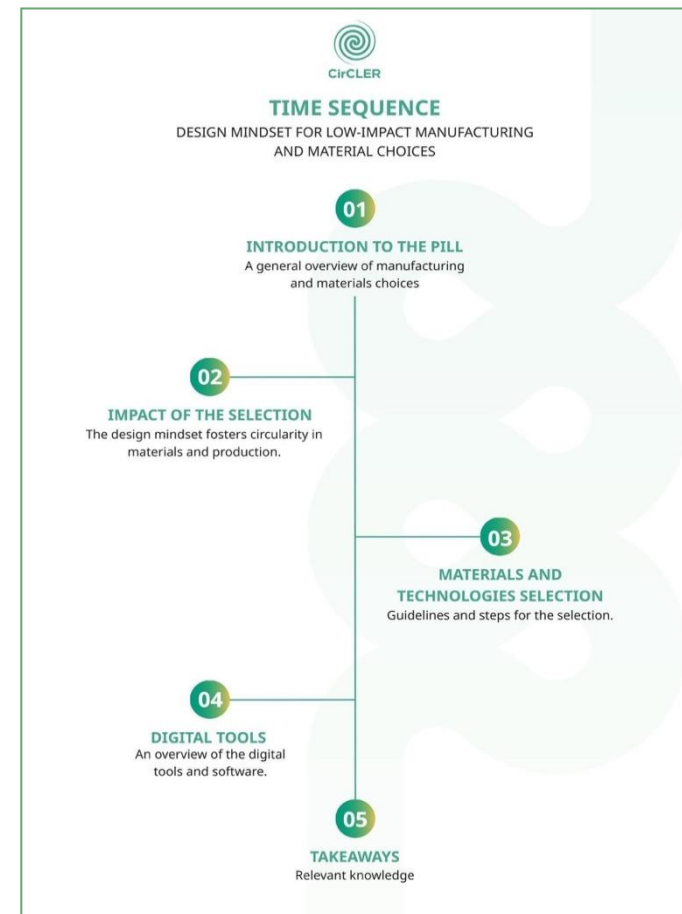 CirCLER
TIME SEQUENCE
DESIGN MINDSET FOR LOW-IMPACT MANUFACTURING
AND MATERIAL CHOICES
01
INTRODUCTION TO THE PILL
A general overview of manufacturing
and materials choices
02
IMPACT OF THE SELECTION
The design mindset fosters circularity in
materials and production.
03
MATERIALS AND
TECHNOLOGIES SELECTION
Guidelines and steps for the selection.
04
DIGITAL TOOLS
An overview of the digital
tools and software.
05
TAKEAWAYS
Relevant knowledge